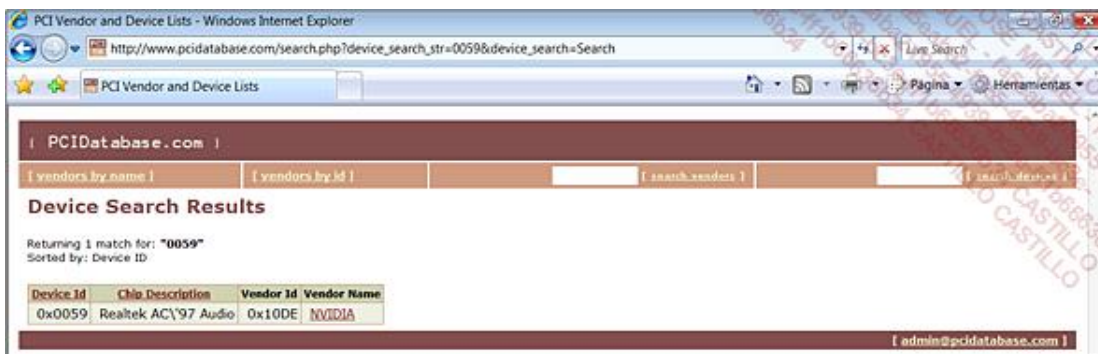 PCI Vendor and Device Lists - Windows Internet Explorer
http://www.pcidatabase.com/search.php?device_search_str=0059&device_search=Search
Live Search
PCI Vendor and Device Lists
Página
Herramientas
[ PCIDatabase.com ]
[ vendors by name ] [ vendors by id ] [ search vendors ] [ search devices ]
Device Search Results
Returning 1 match for: "0059"
Sorted by: Device ID
Device Id Chip Description Vendor Id Vendor Name
0x0059 Realtek AC\'97 Audio 0x10DE NVIDIA
[ admin@pcidatabase.com ]
CASTILLO